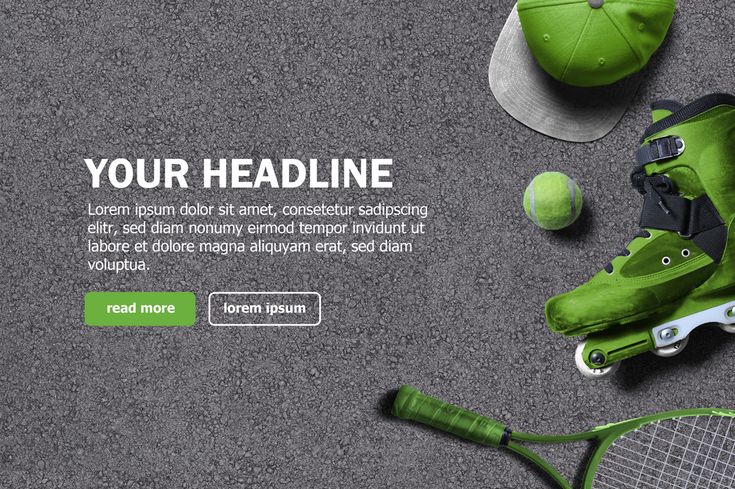 YOUR HEADLINE
Lorem ipsum dolor sit amet, consetetur sadipscing
elitr, sed diam nonumy eirmod tempor invidunt ut
labore et dolore magna aliquyam erat, sed diam
voluptua.
read more
lorem ipsum